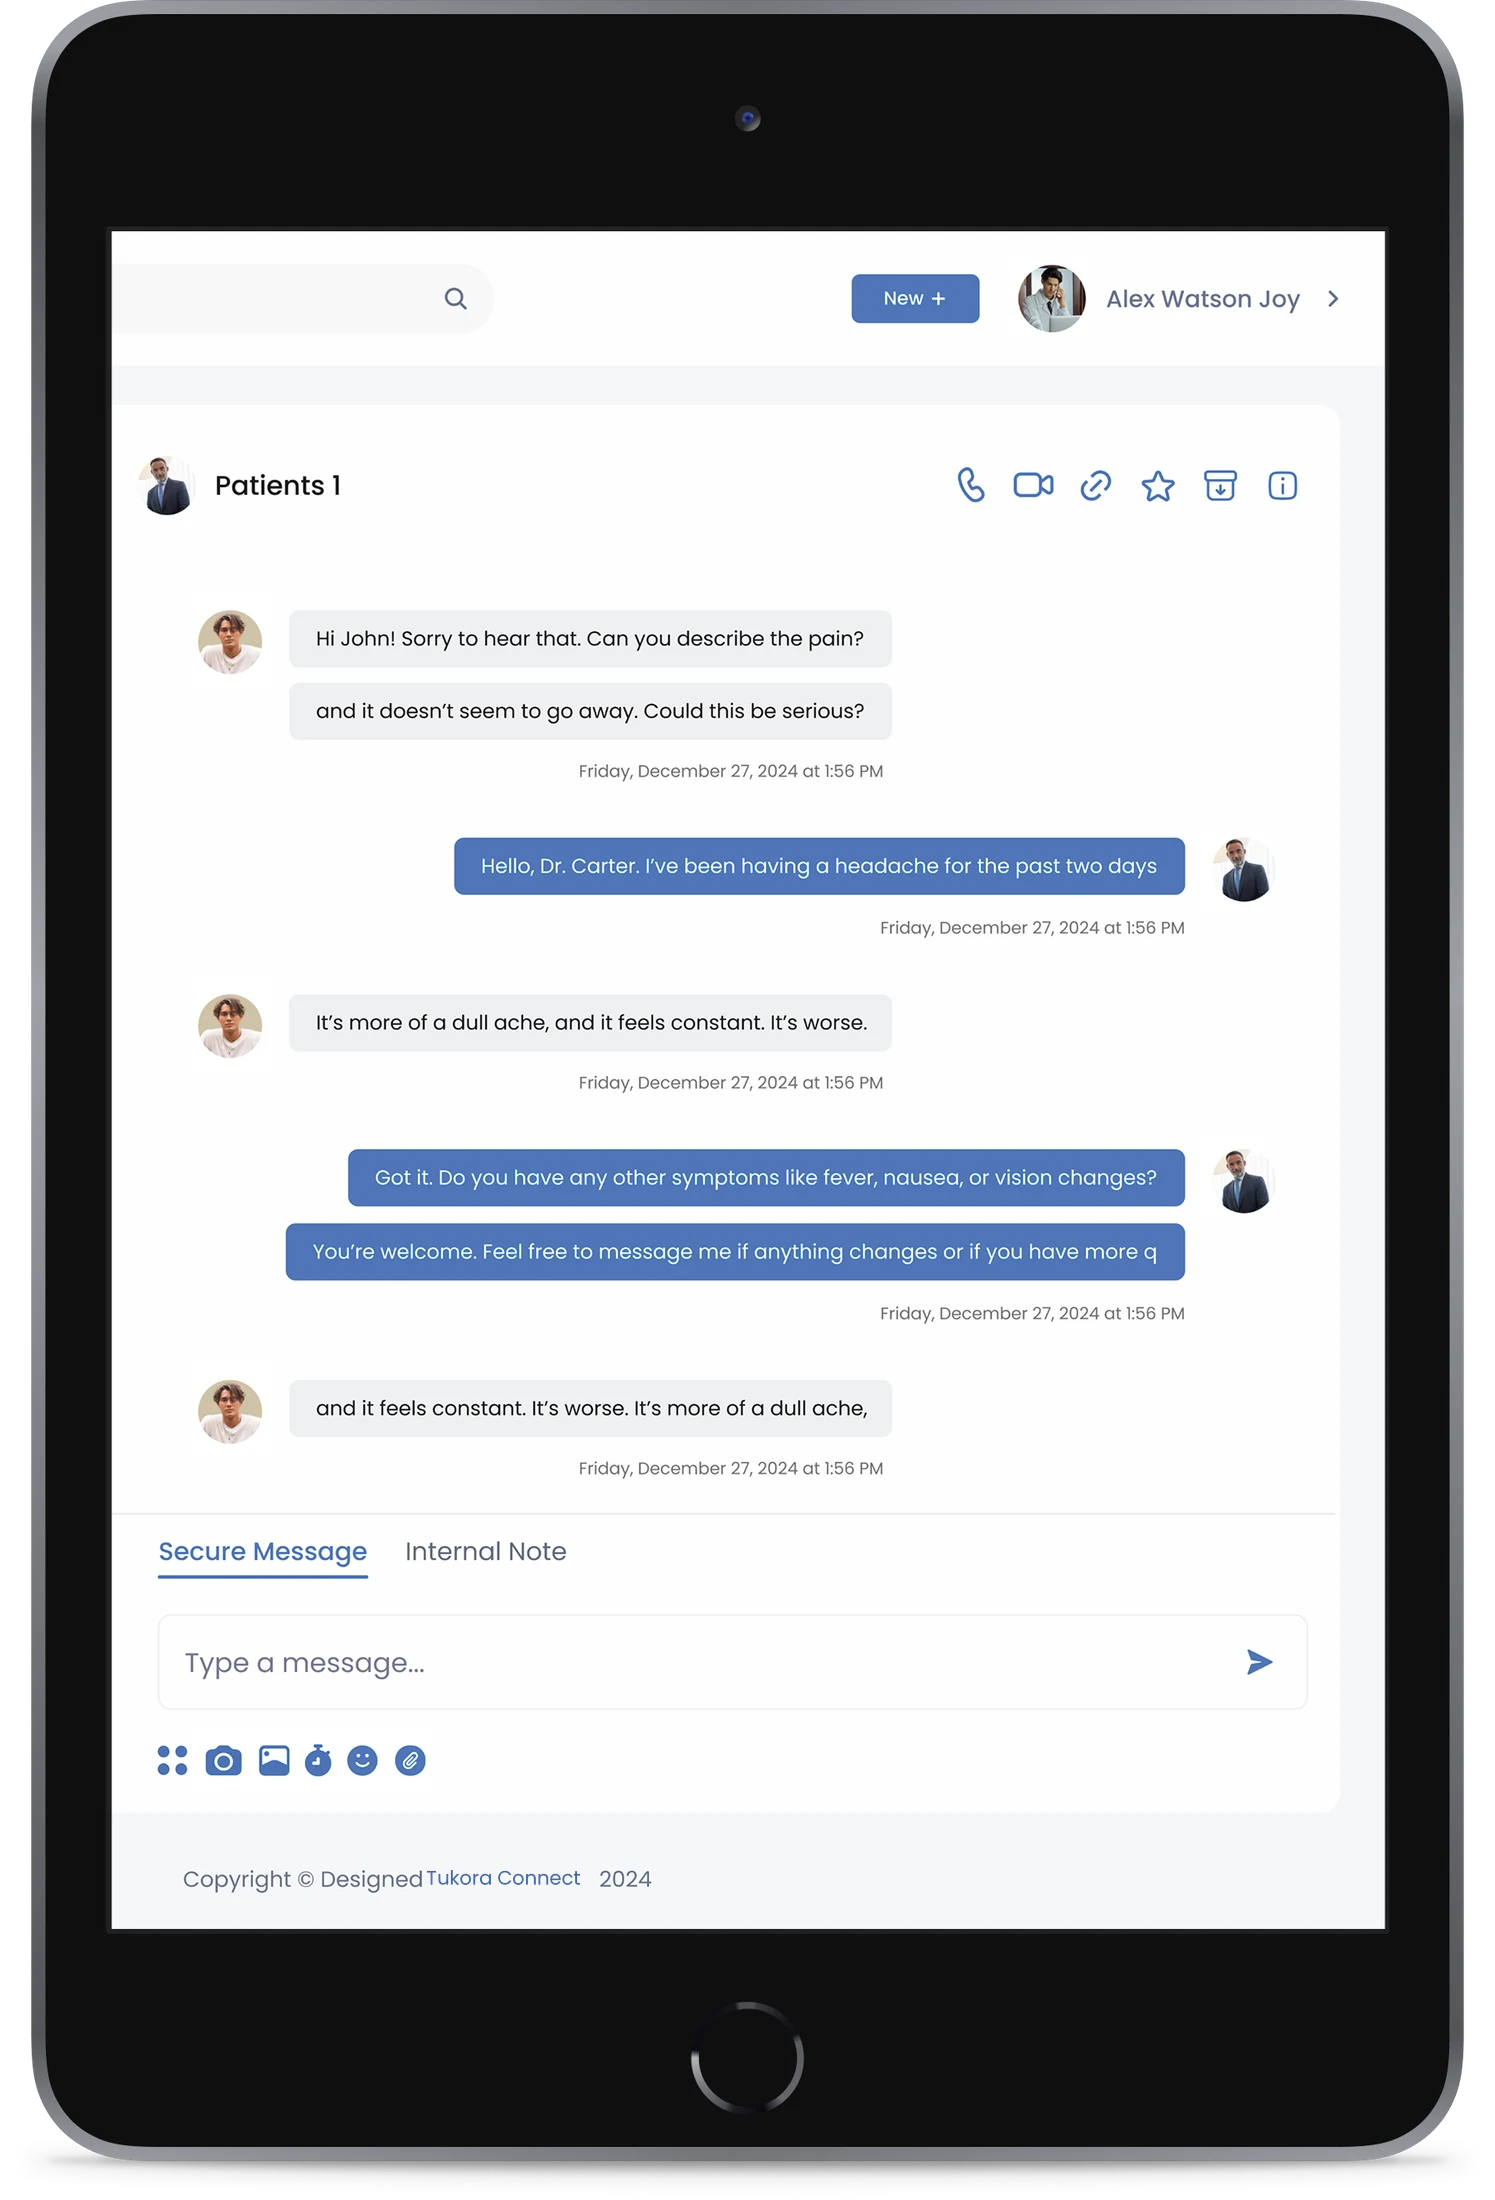 New +
Alex Watson Joy
Patients 1
Hi John! Sorry to hear that. Can you describe the pain?
and it doesn’t seem to go away. Could this be serious?
Friday, December 27, 2024 at 1:56 PM
Hello, Dr. Carter. I’ve been having a headache for the past two days
Friday, December 27, 2024 at 1:56 PM
It’s more of a dull ache, and it feels constant. It’s worse.
Friday, December 27, 2024 at 1:56 PM
Got it. Do you have any other symptoms like fever, nausea, or vision changes?
You’re welcome. Feel free to message me if anything changes or if you have more q
Friday, December 27, 2024 at 1:56 PM
and it feels constant. It’s worse. It’s more of a dull ache,
Friday, December 27, 2024 at 1:56 PM
Secure Message Internal Note
Type a message...
Copyright © Designed Tukora Connect 2024